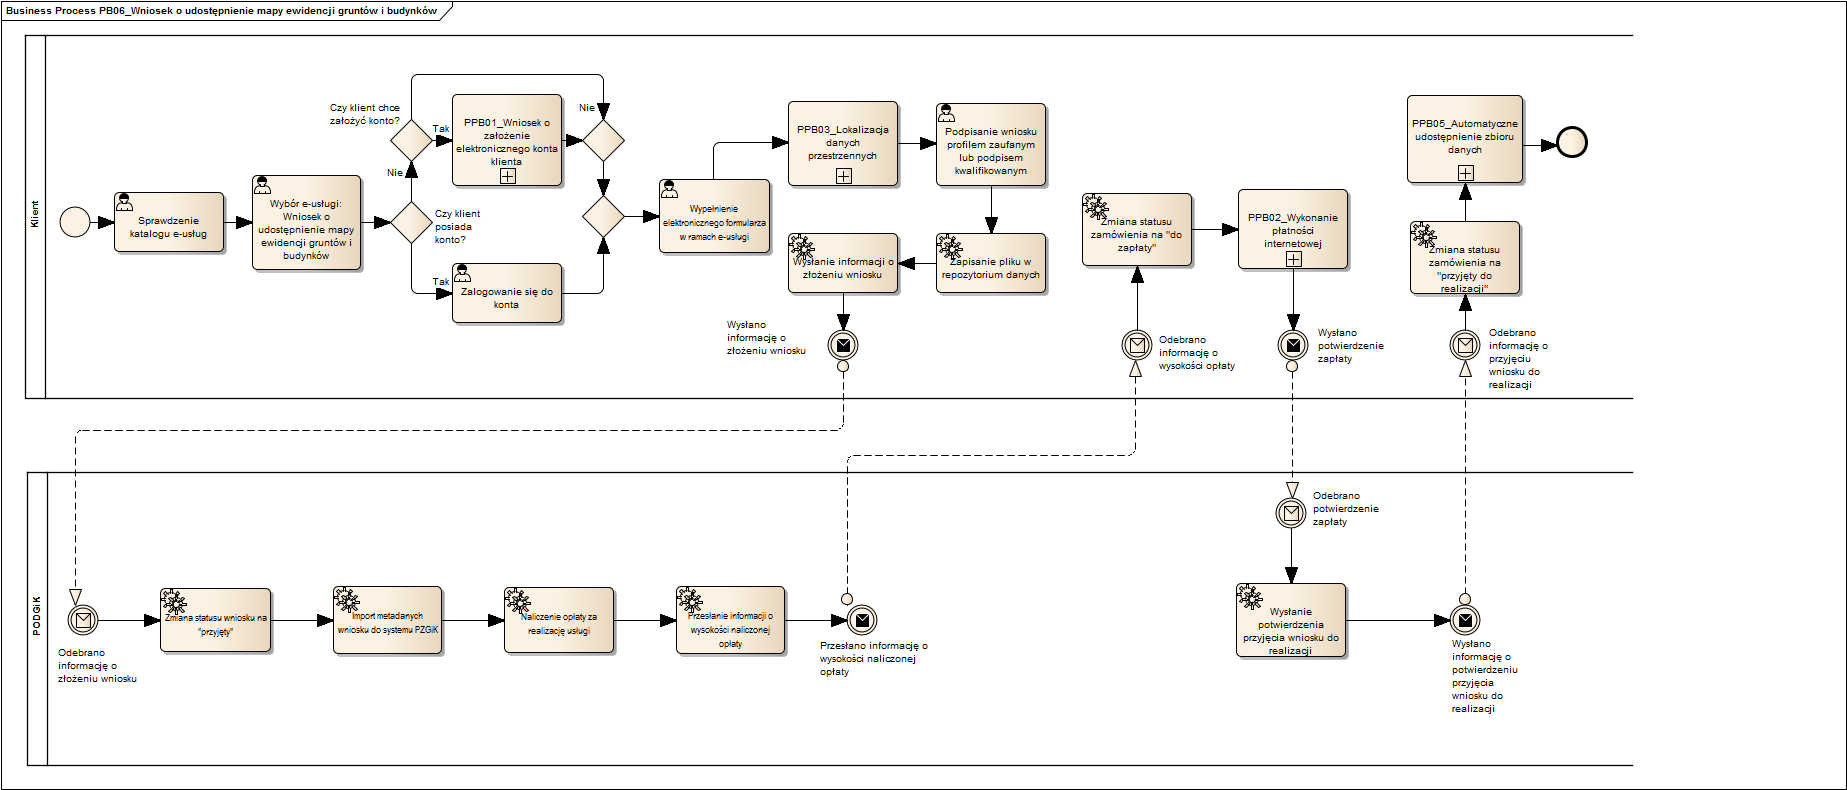 Business Process PB06_Wniosek o udostępnienie mapy ewidencji gruntów i budynków
Klient
Sprawdzenie
katalogu e-usług
Wybór e-usługi:
Wniosek o
udostępnienie mapy
ewidencji gruntów i
budynków
Czy klient chce
założyć konto?
Tak
Nie
Czy klient
posiada
konto?
Tak
Nie
PPB01_Wniosek o
założenie
elektronicznego konta
klienta
Zalogowanie się do
konta
Wypełnienie
elektronicznego formularza
w ramach e-usługi
PPB03_Lokalizacja
danych
przestrzennych
Podpisanie wniosku
profilem zaufanym
lub podpisem
kwalifikowanym
Wysłanie informacji o
złożeniu wniosku
Zapisanie pliku w
repozytorium danych
Wysłano
informację o
złożeniu wniosku
Zmiana statusu
zamówienia na "do
zapłaty"
PPB02_Wykonanie
płatności
internetowej
Odebrano
informację o
wysokości opłaty
Wysłano
potwierdzenie
zapłaty
PPB05_Automatyczne
udostępnienie zbioru
danych
Zmiana statusu
zamówienia na
"przyjęty do
realizacji"
Odebrano
informację o
przyjęciu
wniosku do
realizacji
PODGiK
Odebrano
informację o
złożeniu wniosku
Zmiana statusu wniosku na
"przyjęty"
Import metadanych
wniosku do systemu PZGiK
Naliczenie opłaty za
realizację usługi
Przesłanie informacji o
wysokości naliczonej
opłaty
Przesłano informację o
wysokości naliczonej
opłaty
Odebrano
potwierdzenie
zapłaty
Wysłanie
potwierdzenia
przyjęcia wniosku do
realizacji
Wysłano
informację o
potwierdzeniu
przyjęcia
wniosku do
realizacji